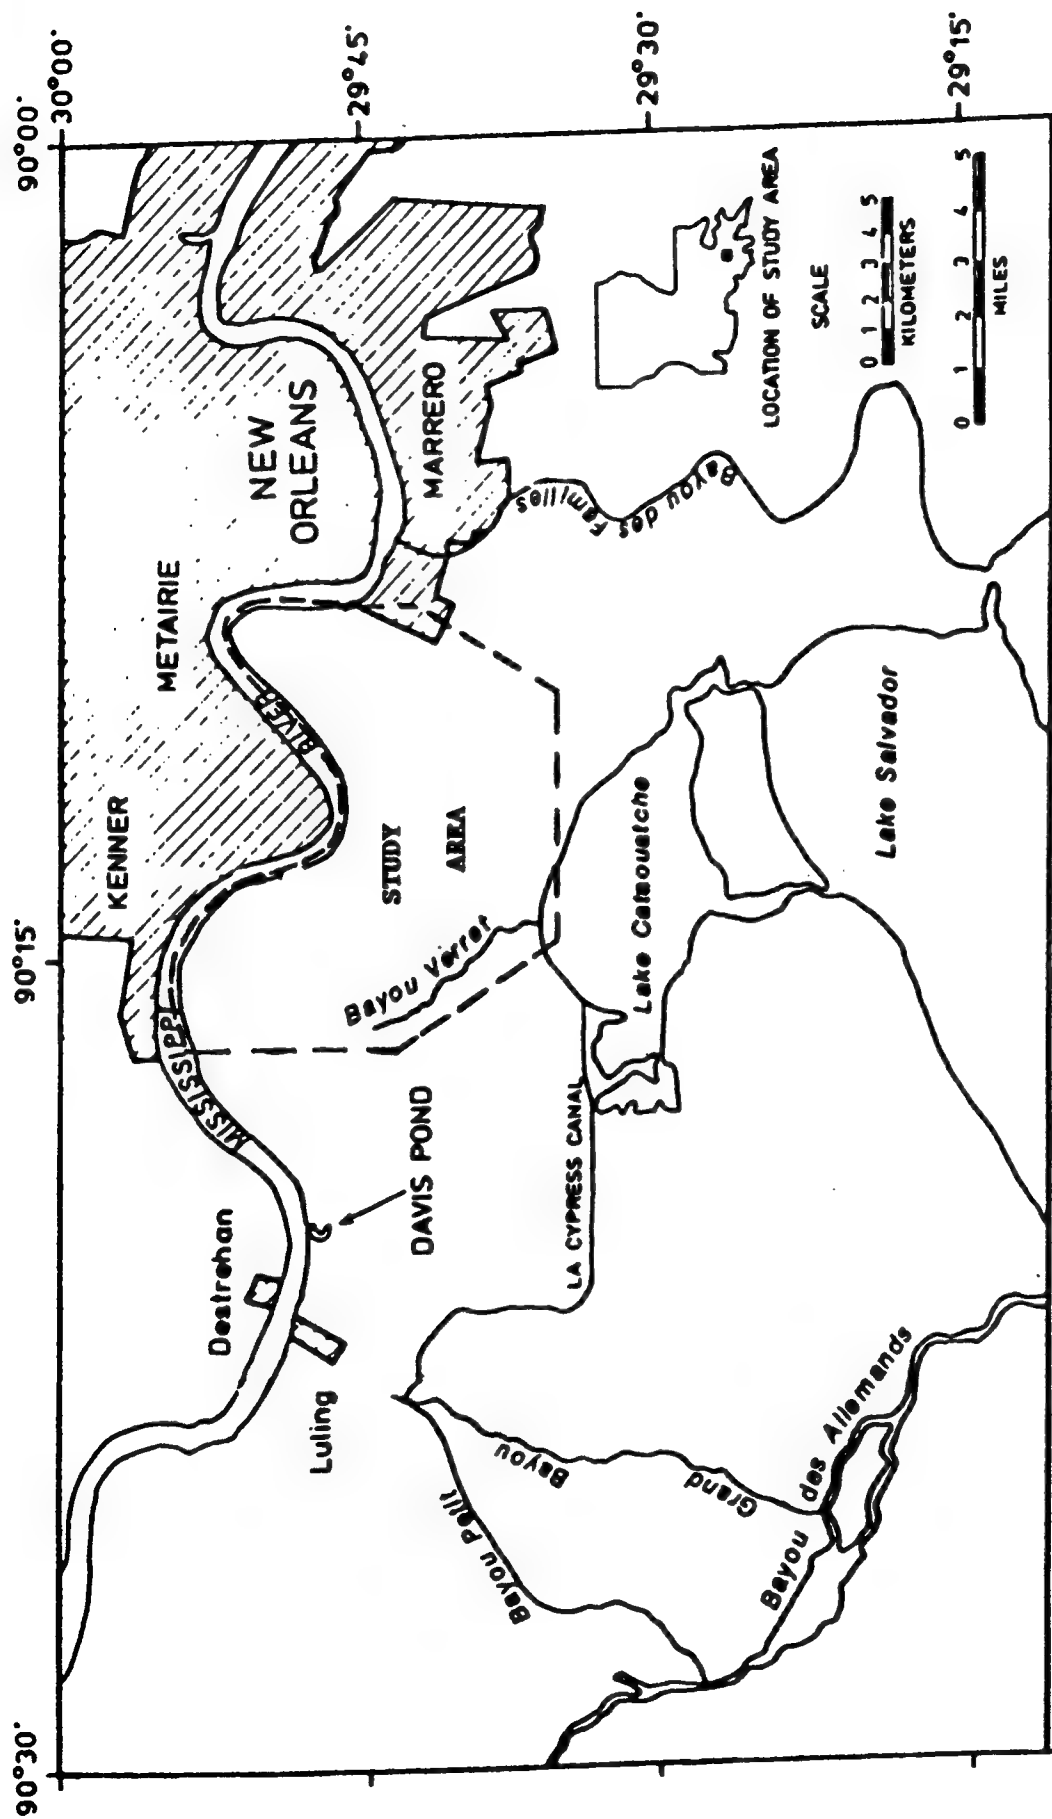 90°30'
90°15'
90°00'
30°00'
29°45'
29°30'
29°15'
KENNER
METAIRIE
NEW
ORLEANS
MARRERO
MISSISSIPPI
RIVER
Destrehan
Luling
DAVIS POND
STUDY
AREA
Bayou Verret
LA CYPRESS CANAL
Lake Cataouatche
Lake Salvador
Bayou des
Familles
Bayou Petit
Grand
Bayou
Bayou
des Allemands
LOCATION OF STUDY AREA
SCALE
0 1 2 3 4 5
KILOMETERS
0 1 2 3 4 5
MILES